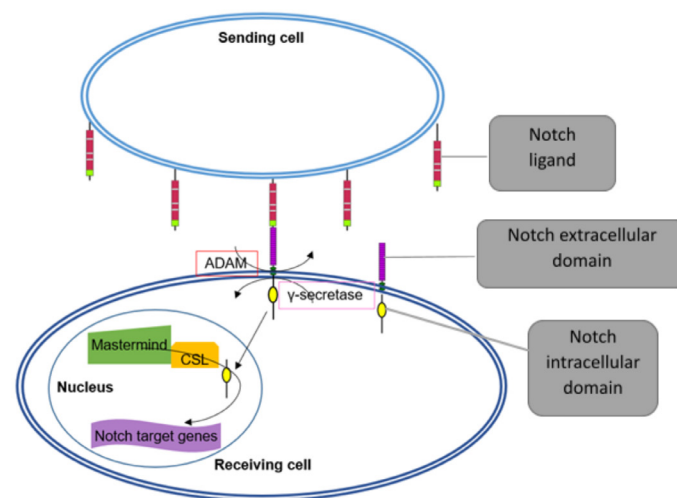 Sending cell
Notch
ligand
Notch extracellular
domain
ADAM
γ-secretase
Notch
intracellular
domain
Mastermind
CSL
Nucleus
Notch target genes
Receiving cell